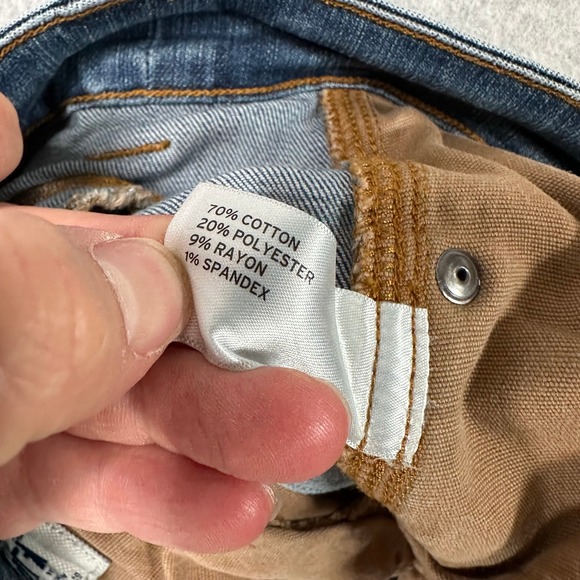 70% COTTON
20% POLYESTER
9% RAYON
1% SPANDEX